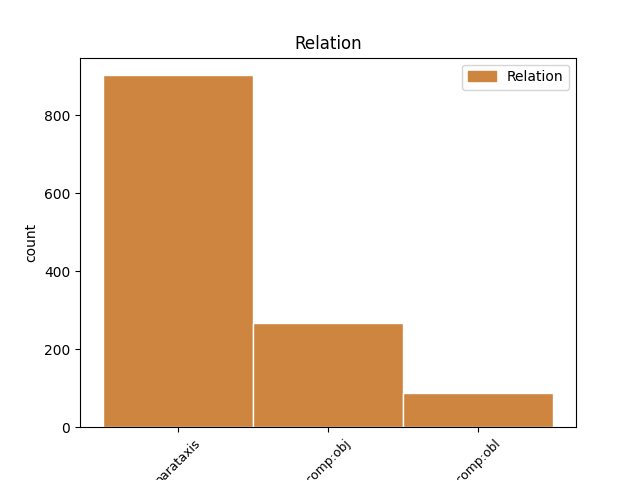 Relation
Relation
count
800
600
400
200
0
parataxis
comp:obj
comp:obl